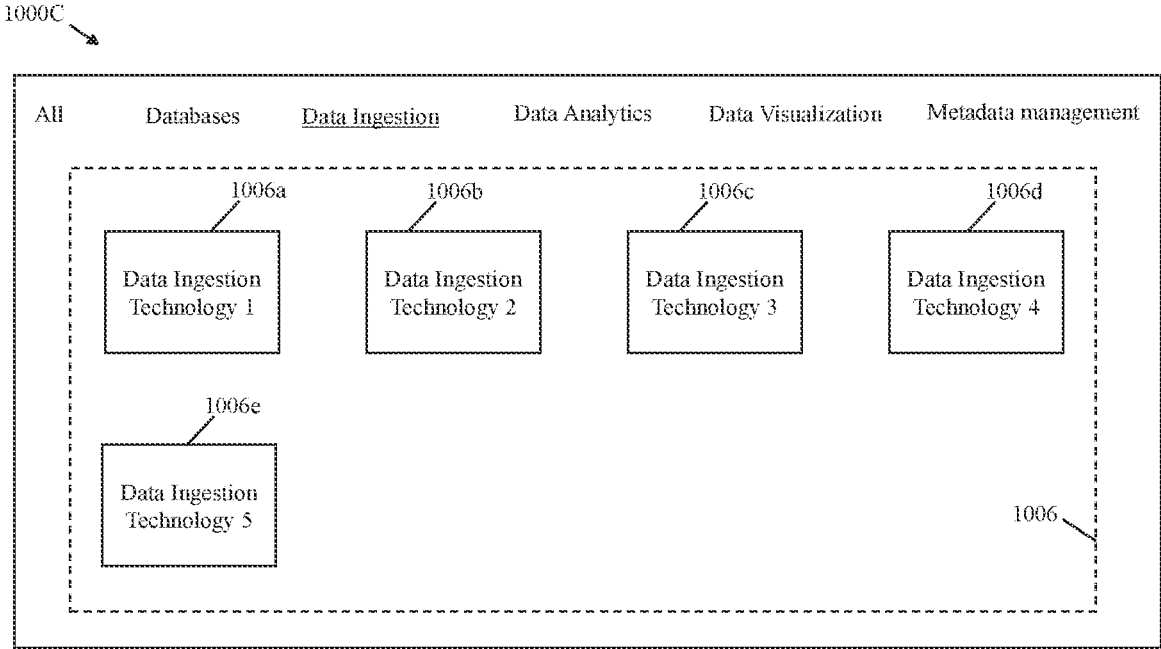 1000C
All Databases Data Ingestion Data Analytics Data Visualization Metadata management
1006a 1006b 1006c 1006d
Data Ingestion Data Ingestion Data Ingestion Data Ingestion
Technology 1 Technology 2 Technology 3 Technology 4
1006e
Data Ingestion
Technology 5
1006